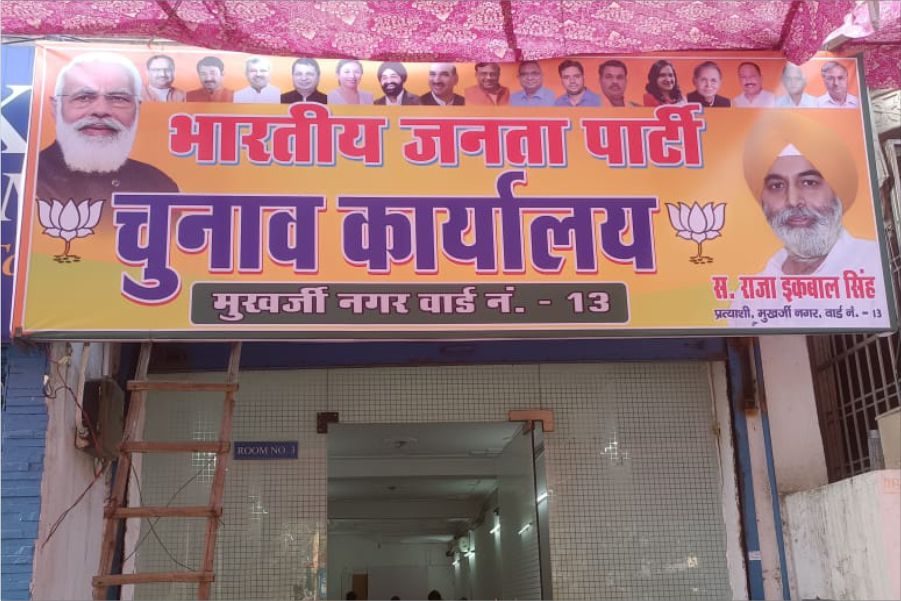 भारतीय जनता पार्टी
चुनाव कार्यालय
मुखर्जी नगर वार्ड नं. - 13
स. राजा इकबाल सिंह
प्रत्याशी, मुखर्जी नगर, वार्ड नं. - 13
ROOM NO. 3